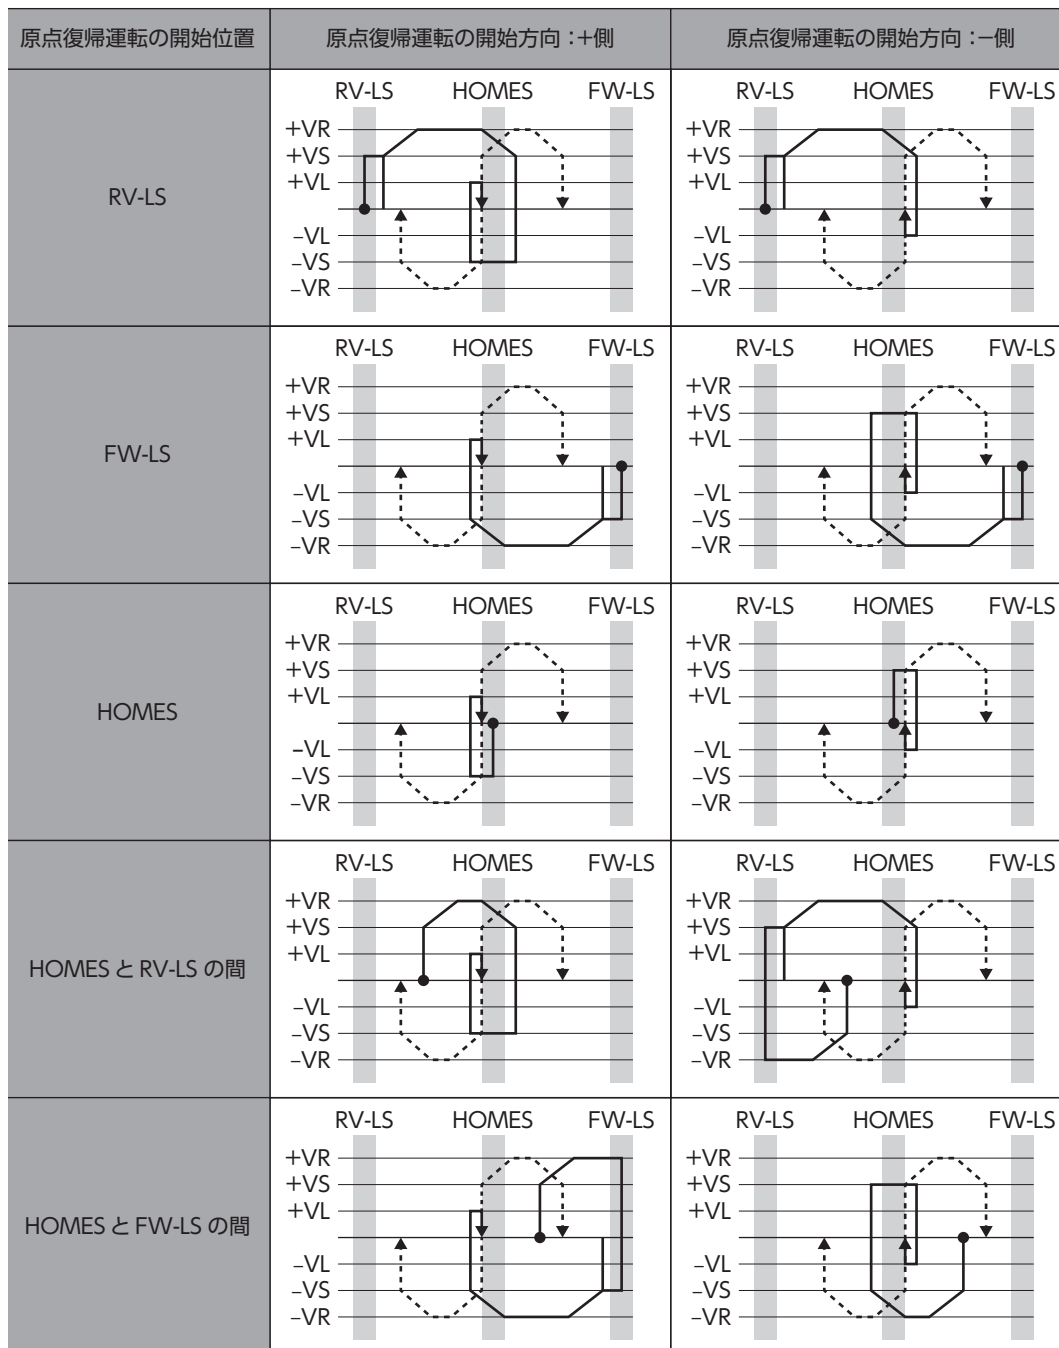 原点復帰運転の開始位置
原点復帰運転の開始方向:+側
原点復帰運転の開始方向:−側
RV-LS
RV-LS HOMES FW-LS
+VR
+VS
+VL
–VL
–VS
–VR
RV-LS HOMES FW-LS
+VR
+VS
+VL
–VL
–VS
–VR
FW-LS
RV-LS HOMES FW-LS
+VR
+VS
+VL
–VL
–VS
–VR
RV-LS HOMES FW-LS
+VR
+VS
+VL
–VL
–VS
–VR
HOMES
RV-LS HOMES FW-LS
+VR
+VS
+VL
–VL
–VS
–VR
RV-LS HOMES FW-LS
+VR
+VS
+VL
–VL
–VS
–VR
HOMES と RV-LS の間
RV-LS HOMES FW-LS
+VR
+VS
+VL
–VL
–VS
–VR
RV-LS HOMES FW-LS
+VR
+VS
+VL
–VL
–VS
–VR
HOMES と FW-LS の間
RV-LS HOMES FW-LS
+VR
+VS
+VL
–VL
–VS
–VR
RV-LS HOMES FW-LS
+VR
+VS
+VL
–VL
–VS
–VR